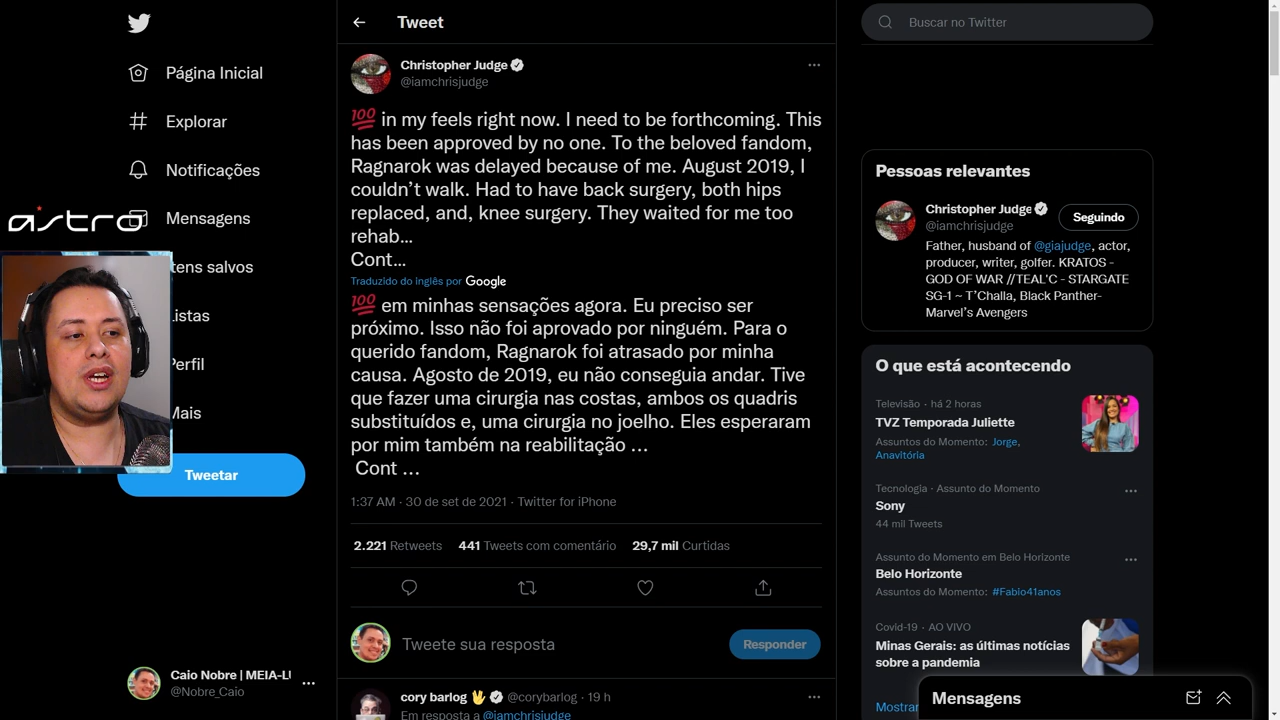 Página Inicial
Explorar
Notificações
Mensagens
Itens salvos
Listas
Perfil
Mais
Tweetar
Caio Nobre | MEIA-LU
@Nobre_Caio
astro
Tweet
Christopher Judge
@iamchrisjudge
💯 in my feels right now. I need to be forthcoming. This
has been approved by no one. To the beloved fandom,
Ragnarok was delayed because of me. August 2019, I
couldn't walk. Had to have back surgery, both hips
replaced, and, knee surgery. They waited for me too
rehab...
Cont...
Traduzido do inglês por Google
💯 em minhas sensações agora. Eu preciso ser
próximo. Isso não foi aprovado por ninguém. Para o
querido fandom, Ragnarok foi atrasado por minha
causa. Agosto de 2019, eu não conseguia andar. Tive
que fazer uma cirurgia nas costas, ambos os quadris
substituídos e, uma cirurgia no joelho. Eles esperaram
por mim também na reabilitação ...
Cont ...
1:37 AM · 30 de set de 2021 · Twitter for iPhone
2.221 Retweets 441 Tweets com comentário 29,7 mil Curtidas
Tweete sua resposta
Responder
cory barlog 🖖 @corybarlog · 19 h
Em resposta a @iamchrisjudge
Buscar no Twitter
Pessoas relevantes
Christopher Judge
@iamchrisjudge
Seguindo
Father, husband of @giajudge, actor,
producer, writer, golfer. KRATOS -
GOD OF WAR //TEAL'C - STARGATE
SG-1 ~ T'Challa, Black Panther-
Marvel's Avengers
O que está acontecendo
Televisão · há 2 horas
TVZ Temporada Juliette
Assuntos do Momento: Jorge,
Anavitória
Tecnologia · Assunto do Momento
Sony
44 mil Tweets
Assunto do Momento em Belo Horizonte
Belo Horizonte
Assuntos do Momento: #Fabio41anos
Covid-19 · AO VIVO
Minas Gerais: as últimas notícias
sobre a pandemia
Mostrar
Mensagens